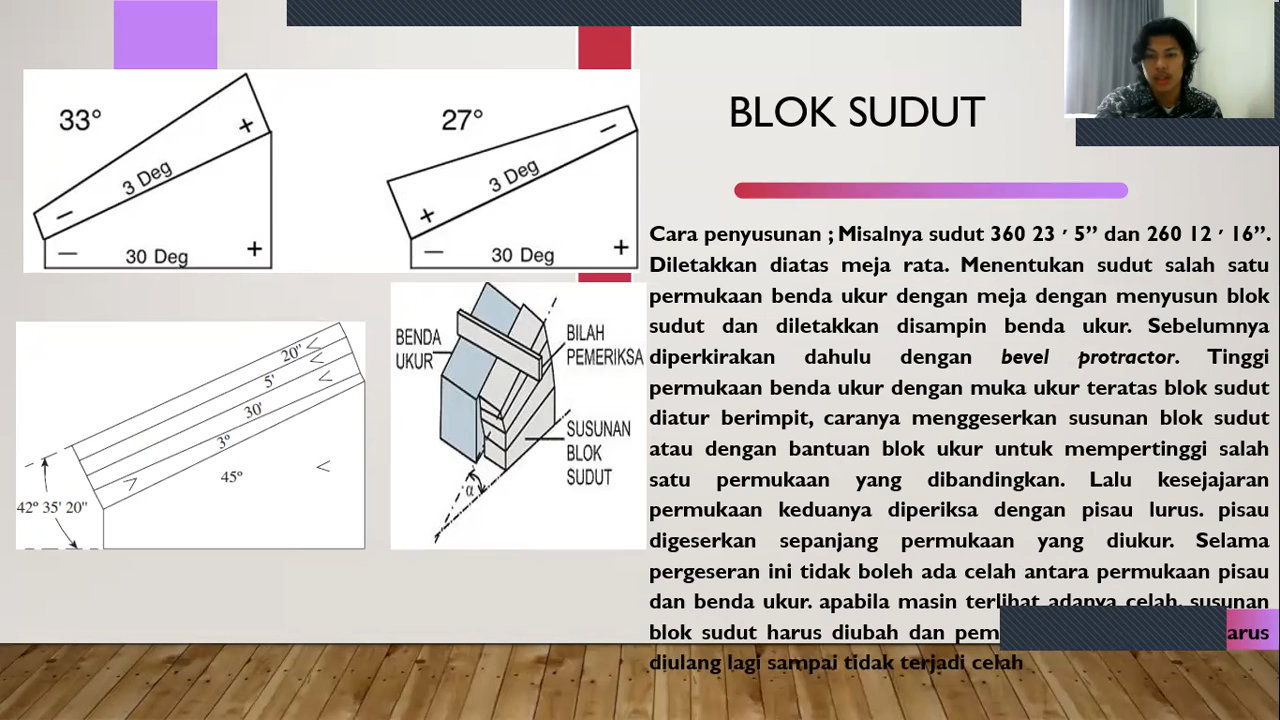 BLOK SUDUT
33°
+
3 Deg
–
–
30 Deg
+
27°
–
3 Deg
+
–
30 Deg
+
20"
5'
30'
3º
45º
42º 35' 20"
BENDA
UKUR
BILAH
PEMERIKSA
SUSUNAN
BLOK
SUDUT
α
Cara penyusunan ; Misalnya sudut 360 23 ′ 5” dan 260 12 ′ 16”.
Diletakkan diatas meja rata. Menentukan sudut salah satu
permukaan benda ukur dengan meja dengan menyusun blok
sudut dan diletakkan disampin benda ukur. Sebelumnya
diperkirakan dahulu dengan bevel protractor. Tinggi
permukaan benda ukur dengan muka ukur teratas blok sudut
diatur berimpit, caranya menggeserkan susunan blok sudut
atau dengan bantuan blok ukur untuk mempertinggi salah
satu permukaan yang dibandingkan. Lalu kesejajaran
permukaan keduanya diperiksa dengan pisau lurus. pisau
digeserkan sepanjang permukaan yang diukur. Selama
pergeseran ini tidak boleh ada celah antara permukaan pisau
dan benda ukur. apabila masin terlihat adanya celah, susunan
blok sudut harus diubah dan pem arus
diulang lagi sampai tidak terjadi celah